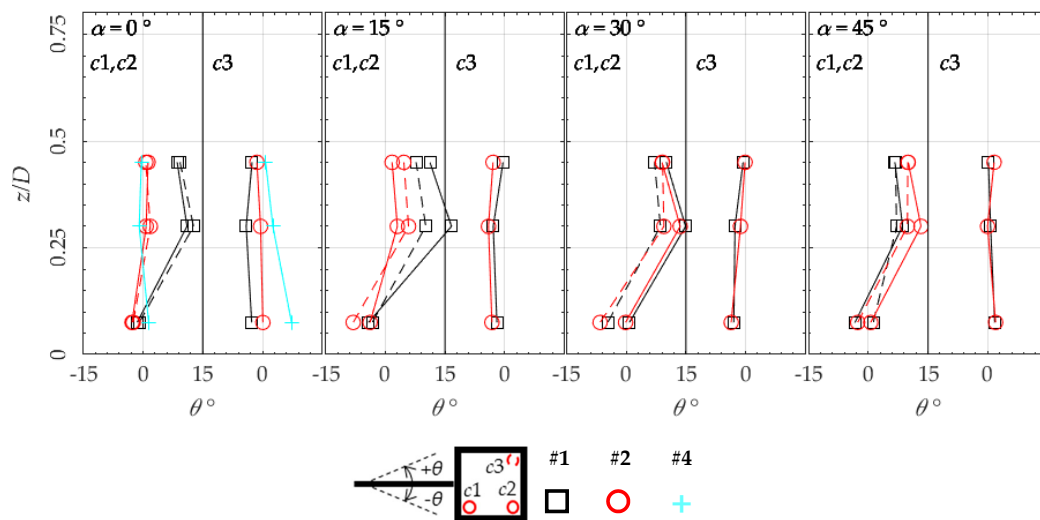 α = 0 ° α = 15 ° α = 30 ° α = 45 °
c1,c2 c3 c1,c2 c3 c1,c2 c3 c1,c2 c3
0.75
0.5
0.25
0
z/D
-15 0 15 0 -15 0 15 0 -15 0 15 0 -15 0 15 0
θ ° θ ° θ ° θ °
+θ
-θ
c3
c1 c2
#1 #2 #4